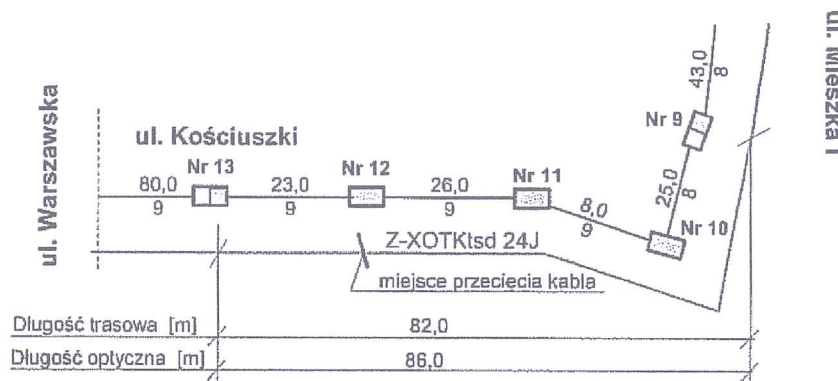 ul. Mieszka I
43,0
8
Nr 9
ul. Warszawska
ul. Kościuszki
Nr 13
Nr 12
Nr 11
80,0
9
23,0
9
26,0
9
8,0
9
25,0
8
Nr 10
Z-XOTKtsd 24J
miejsce przecięcia kabla
Długość trasowa [m]
82,0
Długość optyczna [m]
86,0